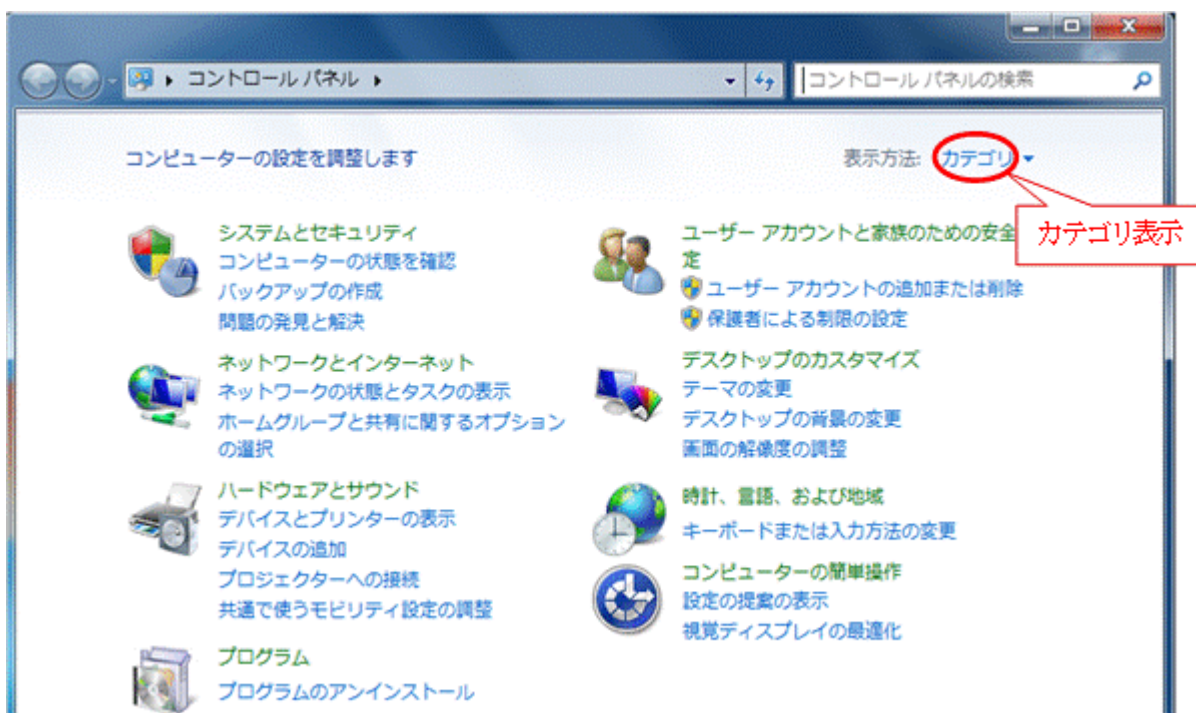 コントロール パネル
コントロール パネルの検索
コンピューターの設定を調整します
表示方法: カテゴリ
カテゴリ表示
システムとセキュリティ
コンピューターの状態を確認
バックアップの作成
問題の発見と解決
ネットワークとインターネット
ネットワークの状態とタスクの表示
ホームグループと共有に関するオプション
の選択
ハードウェアとサウンド
デバイスとプリンターの表示
デバイスの追加
プロジェクターへの接続
共通で使うモビリティ設定の調整
プログラム
プログラムのアンインストール
ユーザー アカウントと家族のための安全
定
ユーザー アカウントの追加または削除
保護者による制限の設定
デスクトップのカスタマイズ
テーマの変更
デスクトップの背景の変更
画面の解像度の調整
時計、言語、および地域
キーボードまたは入力方法の変更
コンピューターの簡単操作
設定の提案の表示
視覚ディスプレイの最適化